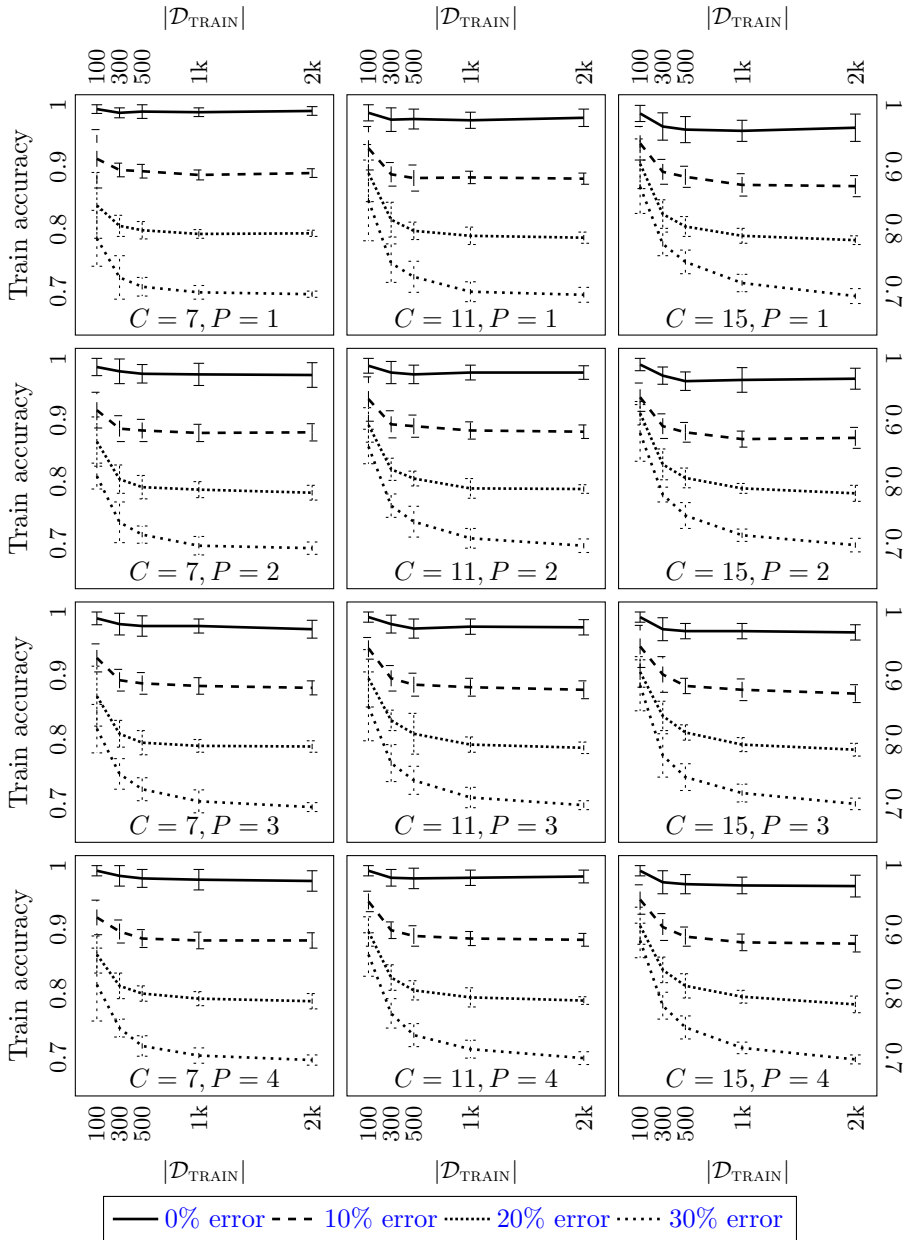 |𝒟TRAIN| |𝒟TRAIN| |𝒟TRAIN|
100 300 500 1k 2k 100 300 500 1k 2k 100 300 500 1k 2k
Train accuracy
1 0.9 0.8 0.7
C = 7, P = 1
C = 11, P = 1
C = 15, P = 1
1 0.9 0.8 0.7
Train accuracy
1 0.9 0.8 0.7
C = 7, P = 2
C = 11, P = 2
C = 15, P = 2
1 0.9 0.8 0.7
Train accuracy
1 0.9 0.8 0.7
C = 7, P = 3
C = 11, P = 3
C = 15, P = 3
1 0.9 0.8 0.7
Train accuracy
1 0.9 0.8 0.7
C = 7, P = 4
C = 11, P = 4
C = 15, P = 4
1 0.9 0.8 0.7
100 300 500 1k 2k 100 300 500 1k 2k 100 300 500 1k 2k
|𝒟TRAIN| |𝒟TRAIN| |𝒟TRAIN|
0% error 10% error 20% error 30% error